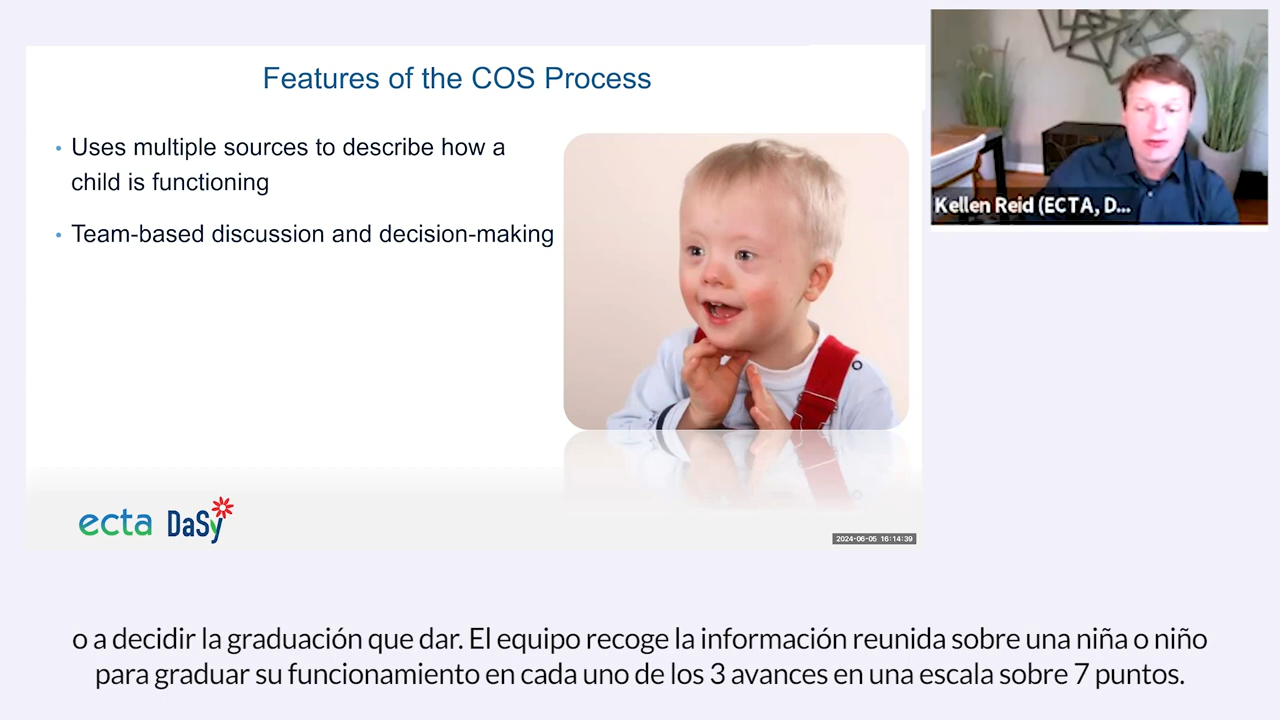 Features of the COS Process
• Uses multiple sources to describe how a
child is functioning
• Team-based discussion and decision-making
ecta DaSy
2024-06-05 16:14:39
Kellen Reid (ECTA, D...
o a decidir la graduación que dar. El equipo recoge la información reunida sobre una niña o niño
para graduar su funcionamiento en cada uno de los 3 avances en una escala sobre 7 puntos.